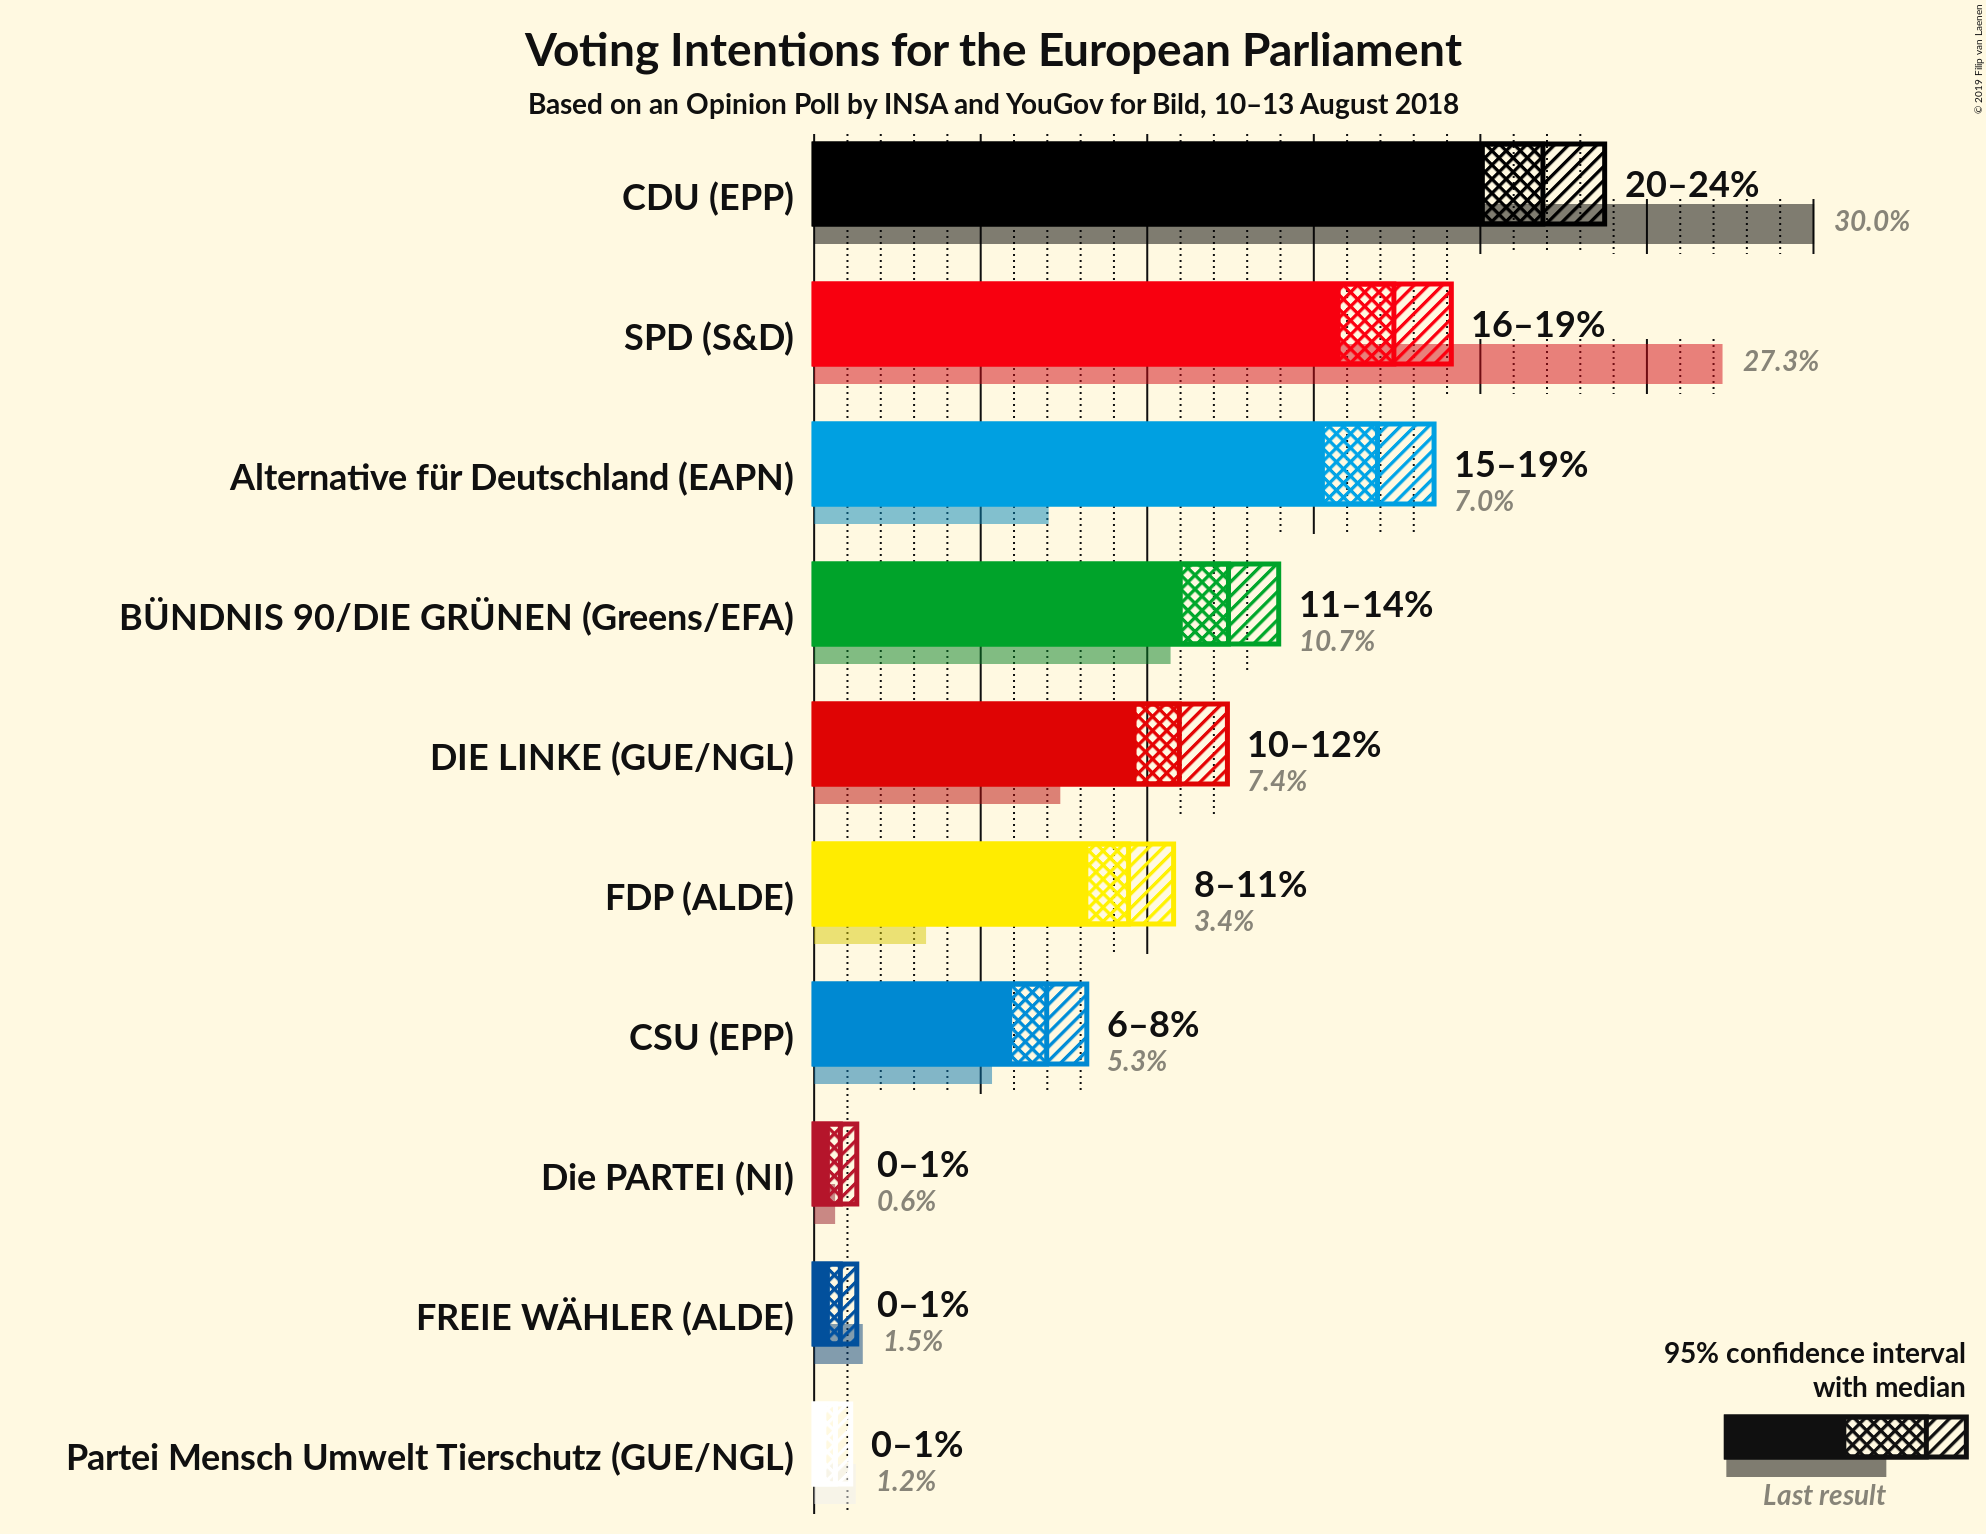 Voting Intentions for the European Parliament
Based on an Opinion Poll by INSA and YouGov for Bild, 10–13 August 2018
© 2019 Filip van Laenen
CDU (EPP)
20–24%
30.0%
SPD (S&D)
16–19%
27.3%
Alternative für Deutschland (EAPN)
15–19%
7.0%
BÜNDNIS 90/DIE GRÜNEN (Greens/EFA)
11–14%
10.7%
DIE LINKE (GUE/NGL)
10–12%
7.4%
FDP (ALDE)
8–11%
3.4%
CSU (EPP)
6–8%
5.3%
Die PARTEI (NI)
0–1%
0.6%
FREIE WÄHLER (ALDE)
0–1%
1.5%
Partei Mensch Umwelt Tierschutz (GUE/NGL)
0–1%
1.2%
95% confidence interval
with median
Last result